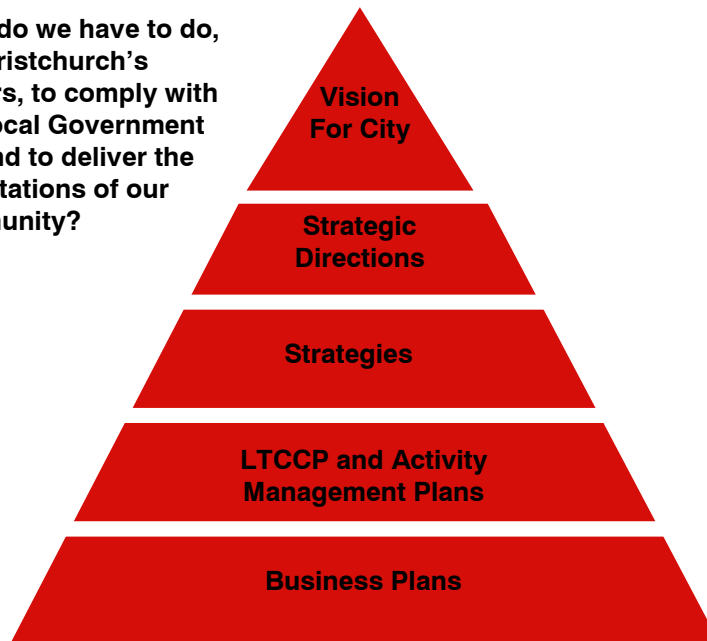 do we have to do,
ristchurch's
rs, to comply with
ocal Government
nd to deliver the
tations of our
unity?
Vision
For City
Strategic
Directions
Strategies
LTCCP and Activity
Management Plans
Business Plans